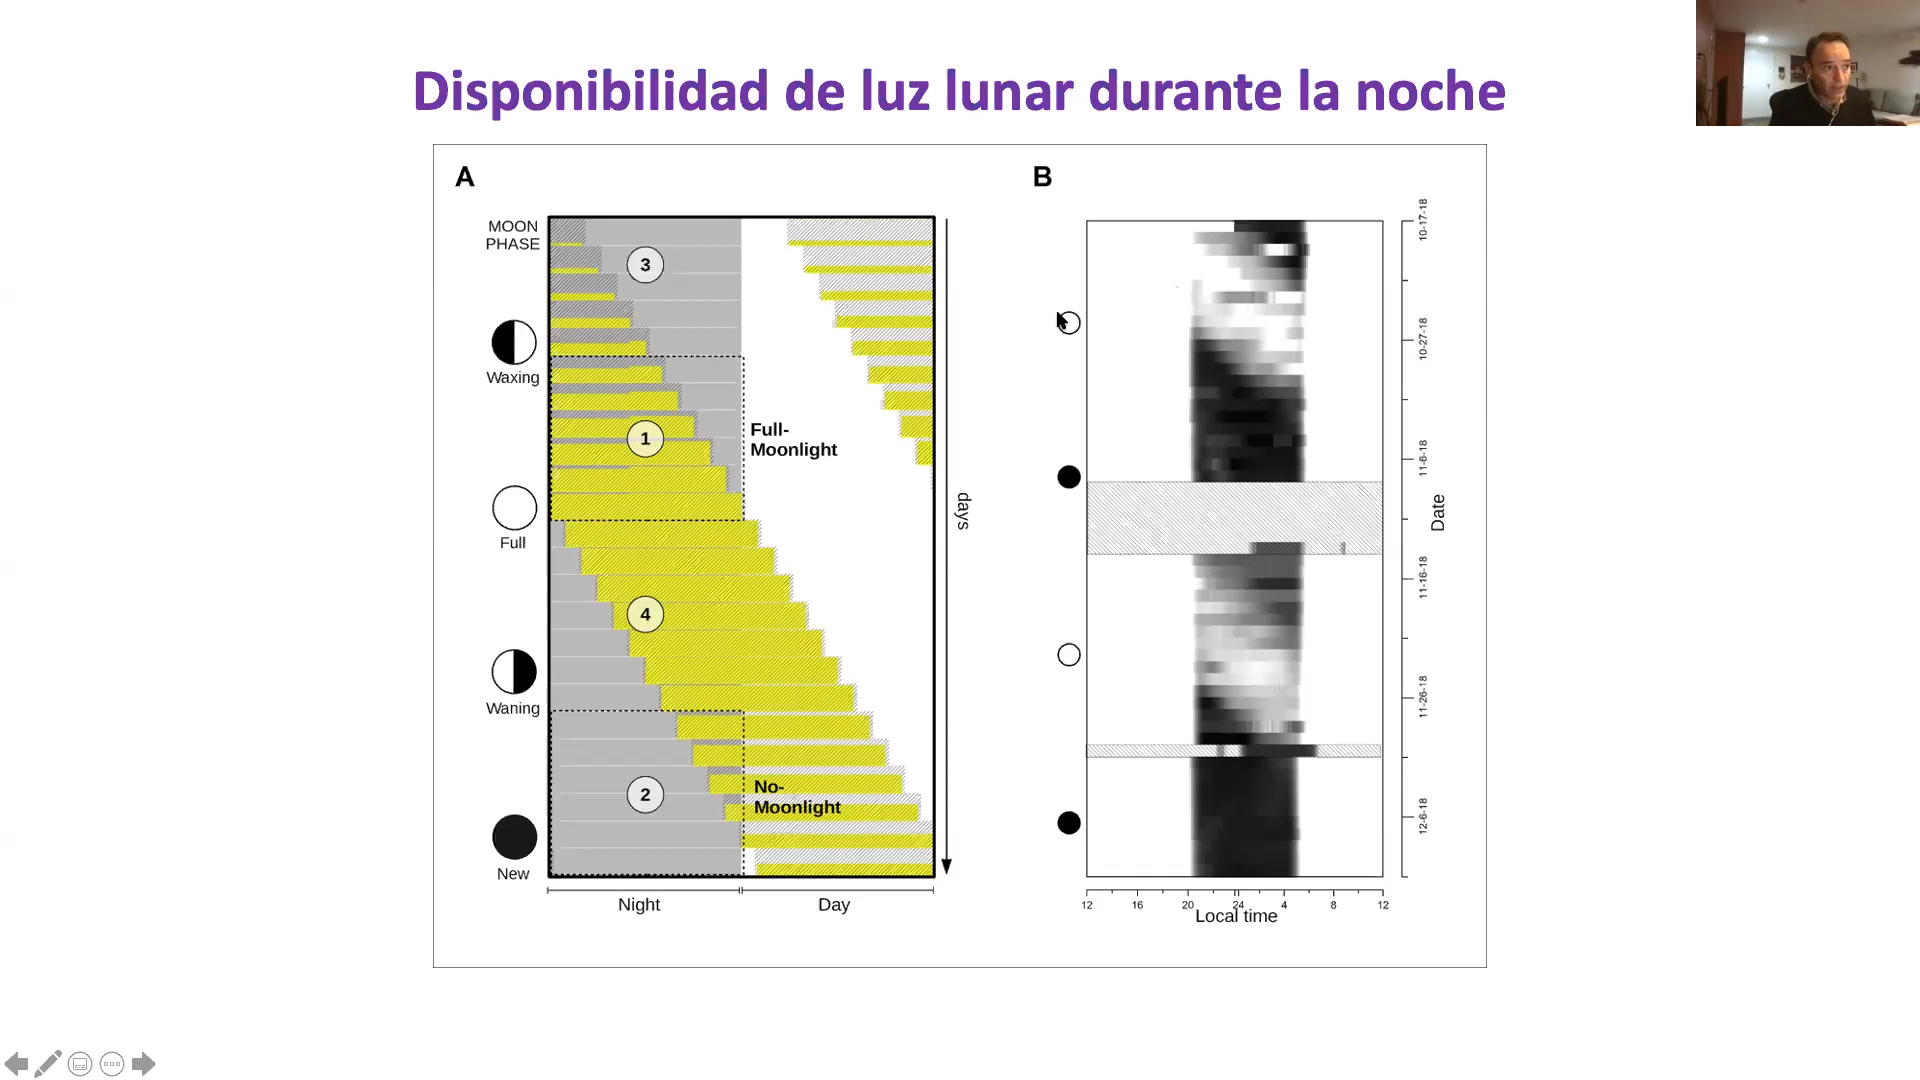 Disponibilidad de luz lunar durante la noche
A
MOON
PHASE
3
Waxing
1
Full-
Moonlight
Full
4
Waning
2
No-
Moonlight
New
Night
Day
days
B
10-17-18
10-27-18
11-6-18
11-16-18
11-26-18
12-6-18
Date
12 16 20 24 4 8 12
Local time